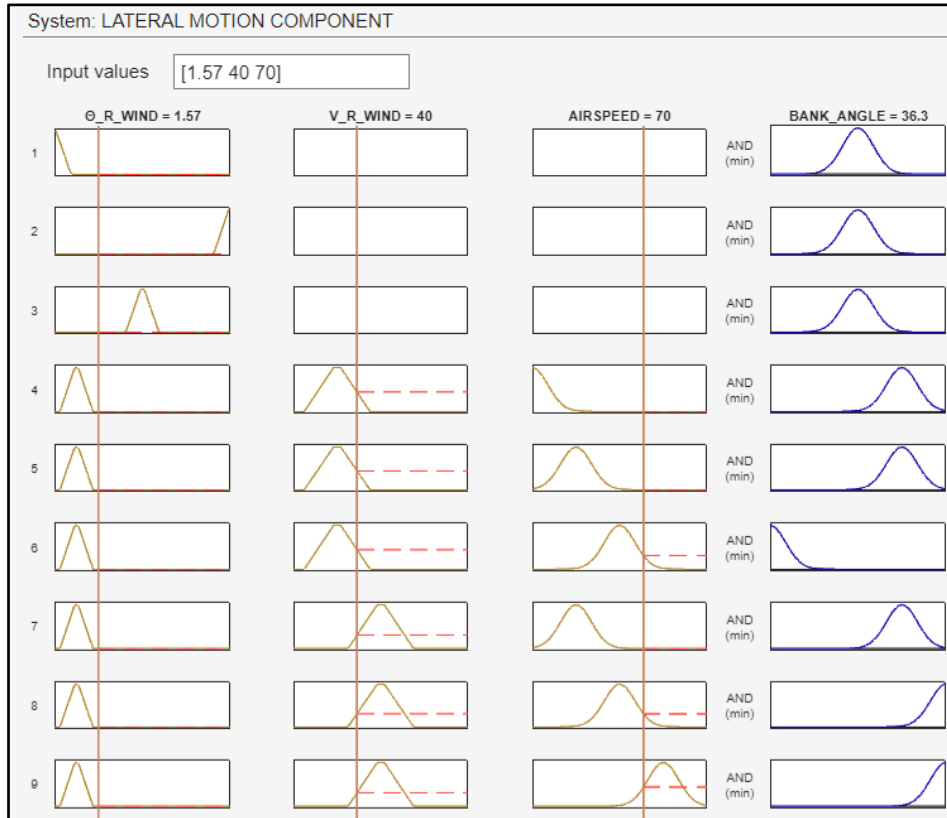 System: LATERAL MOTION COMPONENT
Input values [1.57 40 70]
Θ_R_WIND = 1.57 V_R_WIND = 40 AIRSPEED = 70 BANK_ANGLE = 36.3
1 AND
(min)
2 AND
(min)
3 AND
(min)
4 AND
(min)
5 AND
(min)
6 AND
(min)
7 AND
(min)
8 AND
(min)
9 AND
(min)